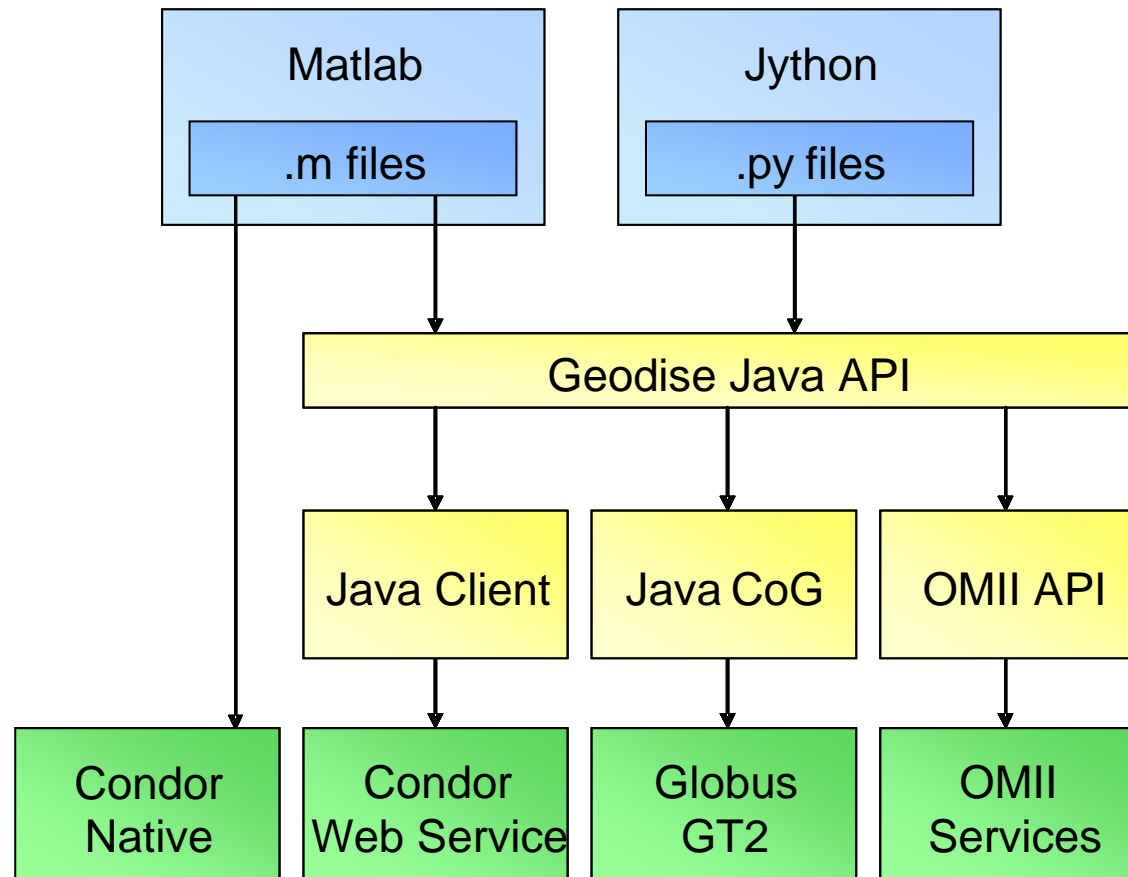 Matlab
Jython
.m files
.py files
Geodise Java API
Java Client
Java CoG
OMII API
Condor
Native
Condor
Web Service
Globus
GT2
OMII
Services